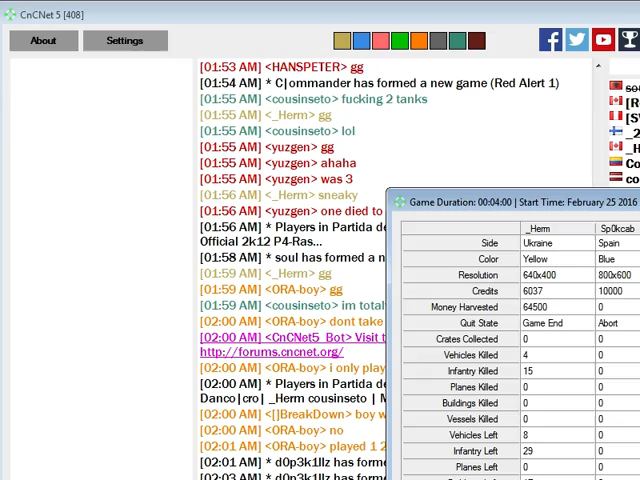 CnCNet 5 [408]
About
Settings
[01:53 AM] <HANSPETER> gg
[01:54 AM] * C|ommander has formed a new game (Red Alert 1)
[01:55 AM] <cousinseto> fucking 2 tanks
[01:55 AM] <_Herm> gg
[01:55 AM] <cousinseto> lol
[01:55 AM] <yuzgen> gg
[01:55 AM] <yuzgen> ahaha
[01:55 AM] <yuzgen> was 3
[01:56 AM] <_Herm> sneaky
[01:56 AM] <yuzgen> one died to
[01:56 AM] * Players in Partida de
Official 2k12 P4-Ras...
[01:58 AM] * soul has formed a n
[01:59 AM] <_Herm> gg
[01:59 AM] <ORA-boy> gg
[01:59 AM] <cousinseto> im total
[02:00 AM] <ORA-boy> dont take
[02:00 AM] <CnCNet5_Bot> Visit t
http://forums.cncnet.org/
[02:00 AM] <ORA-boy> i only play
[02:00 AM] * Players in Partida de
Danco|cro| _Herm cousinseto | M
[02:00 AM] <[]BreakDown> boy w
[02:00 AM] <ORA-boy> no
[02:01 AM] <ORA-boy> played 1 2
[02:01 AM] * d0p3k1llz has forme
[02:03 AM] * d0p3k1llz has forme
so
[R
[S
_2
_H
Co
co
Game Duration: 00:04:00 | Start Time: February 25 2016
_Herm Sp0kcab
Side Ukraine Spain
Color Yellow Blue
Resolution 640x400 800x600
Credits 6037 10000
Money Harvested 64500 0
Quit State Game End Abort
Crates Collected 0 0
Vehicles Killed 4 0
Infantry Killed 15 0
Planes Killed 0 0
Buildings Killed 0 0
Vessels Killed 0 0
Vehicles Left 8 0
Infantry Left 29 0
Planes Left 0 0